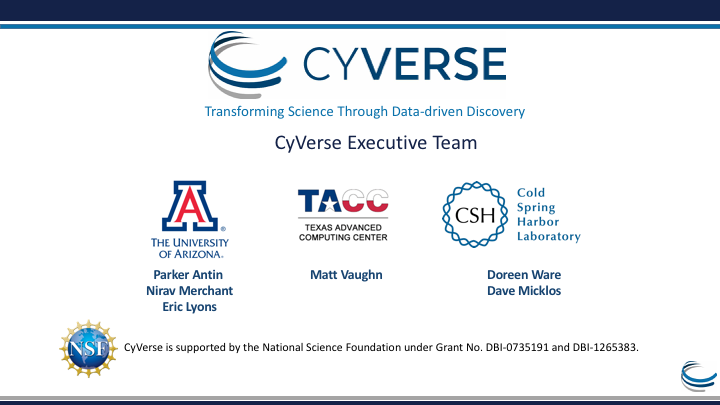 CYVERSE
Transforming Science Through Data-driven Discovery
CyVerse Executive Team
A
®
THE UNIVERSITY
OF ARIZONA.
Parker Antin
Nirav Merchant
Eric Lyons
TACC
TEXAS ADVANCED
COMPUTING CENTER
Matt Vaughn
CSH
Cold
Spring
Harbor
Laboratory
Doreen Ware
Dave Micklos
NSF
CyVerse is supported by the National Science Foundation under Grant No. DBI-0735191 and DBI-1265383.